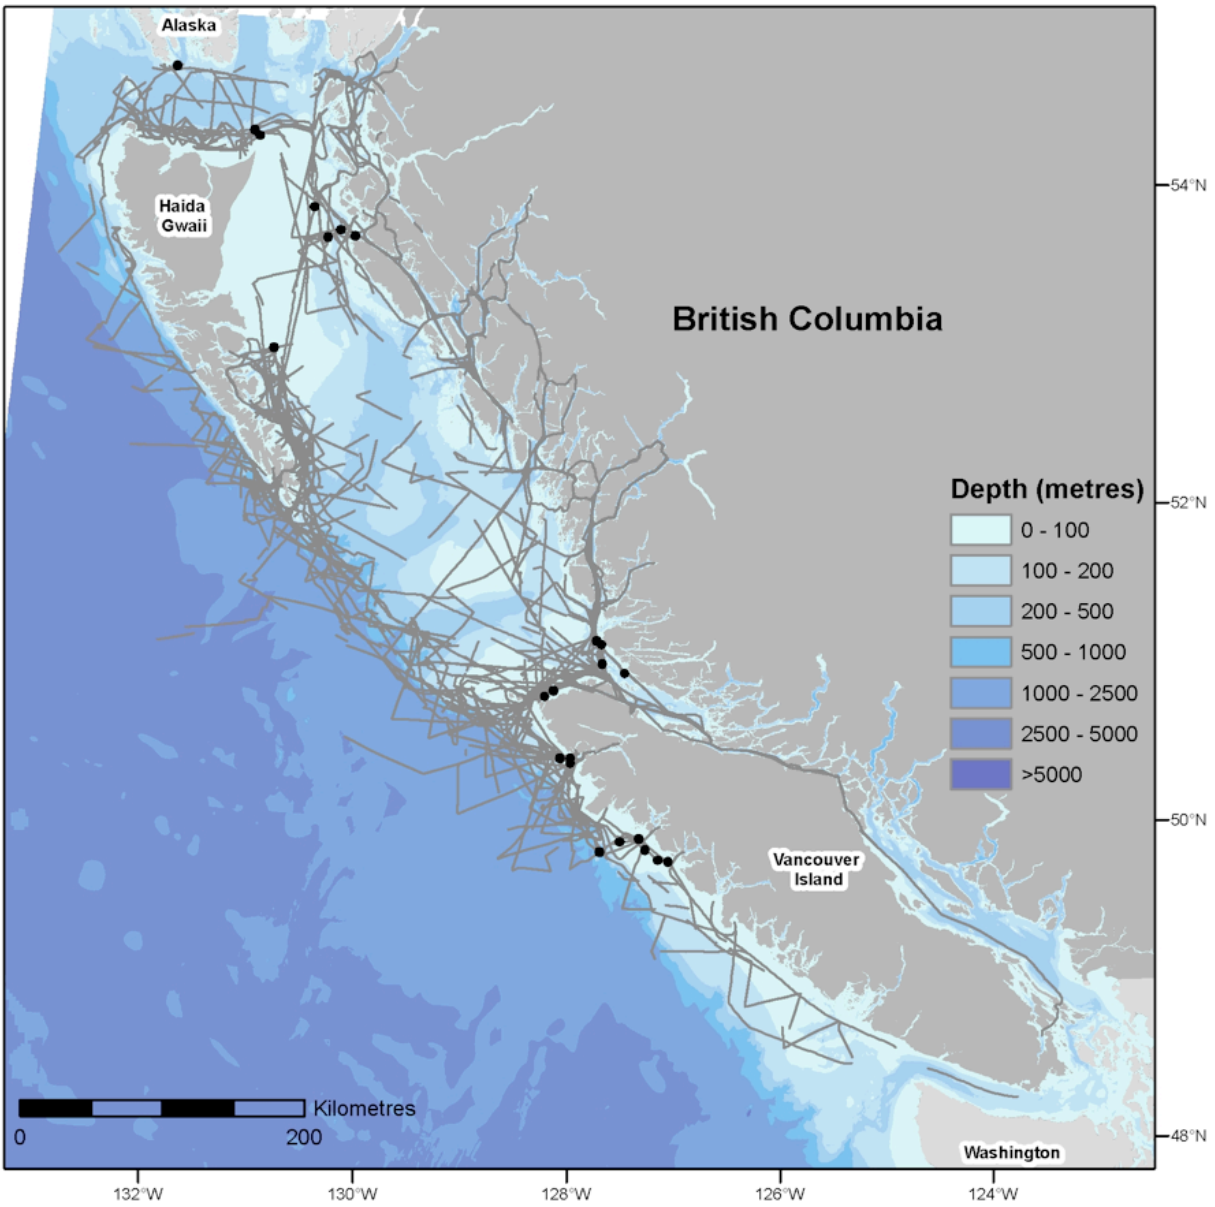 Alaska
54°N
Haida
Gwaii
British Columbia
Depth (metres)
52°N
0 - 100
100 - 200
200 - 500
500 - 1000
1000 - 2500
2500 - 5000
>5000
50°N
Vancouver
Island
Kilometres
0
200
48°N
Washington
132°W
130°W
128°W
126°W
124°W